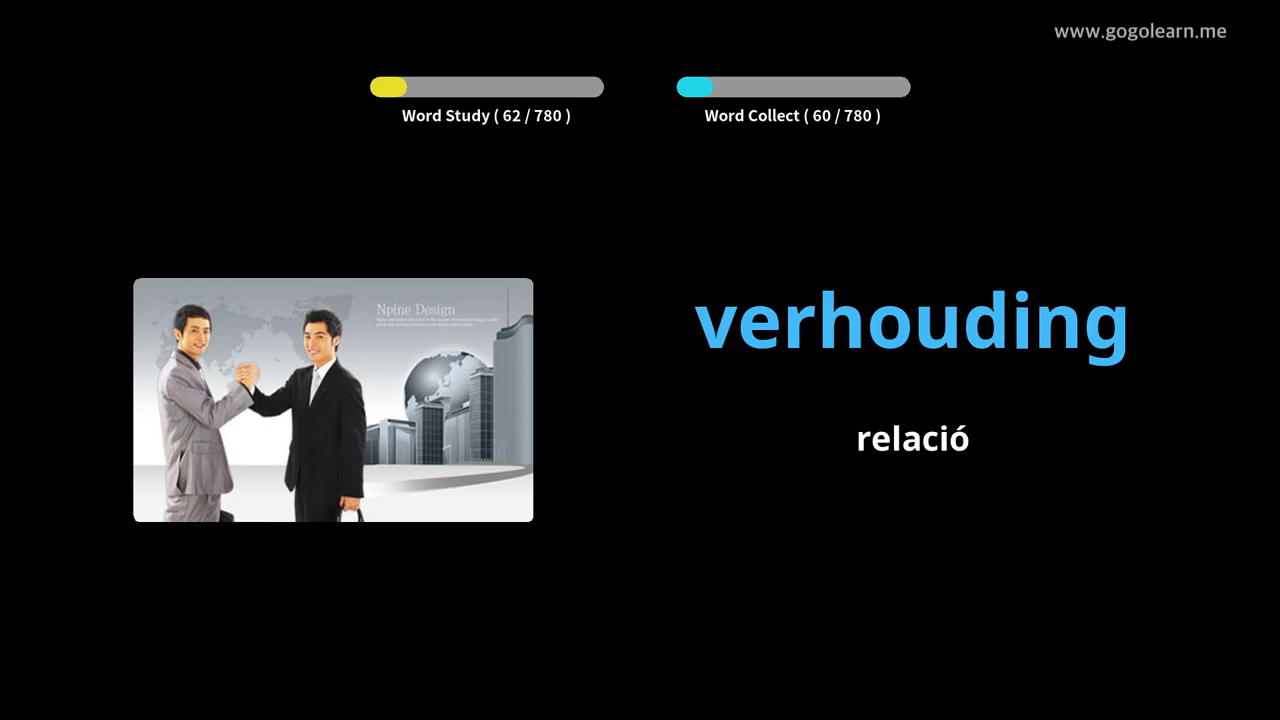 www.gogolearn.me
Word Study ( 62 / 780 )
Word Collect ( 60 / 780 )
Npine Design
verhouding
relació